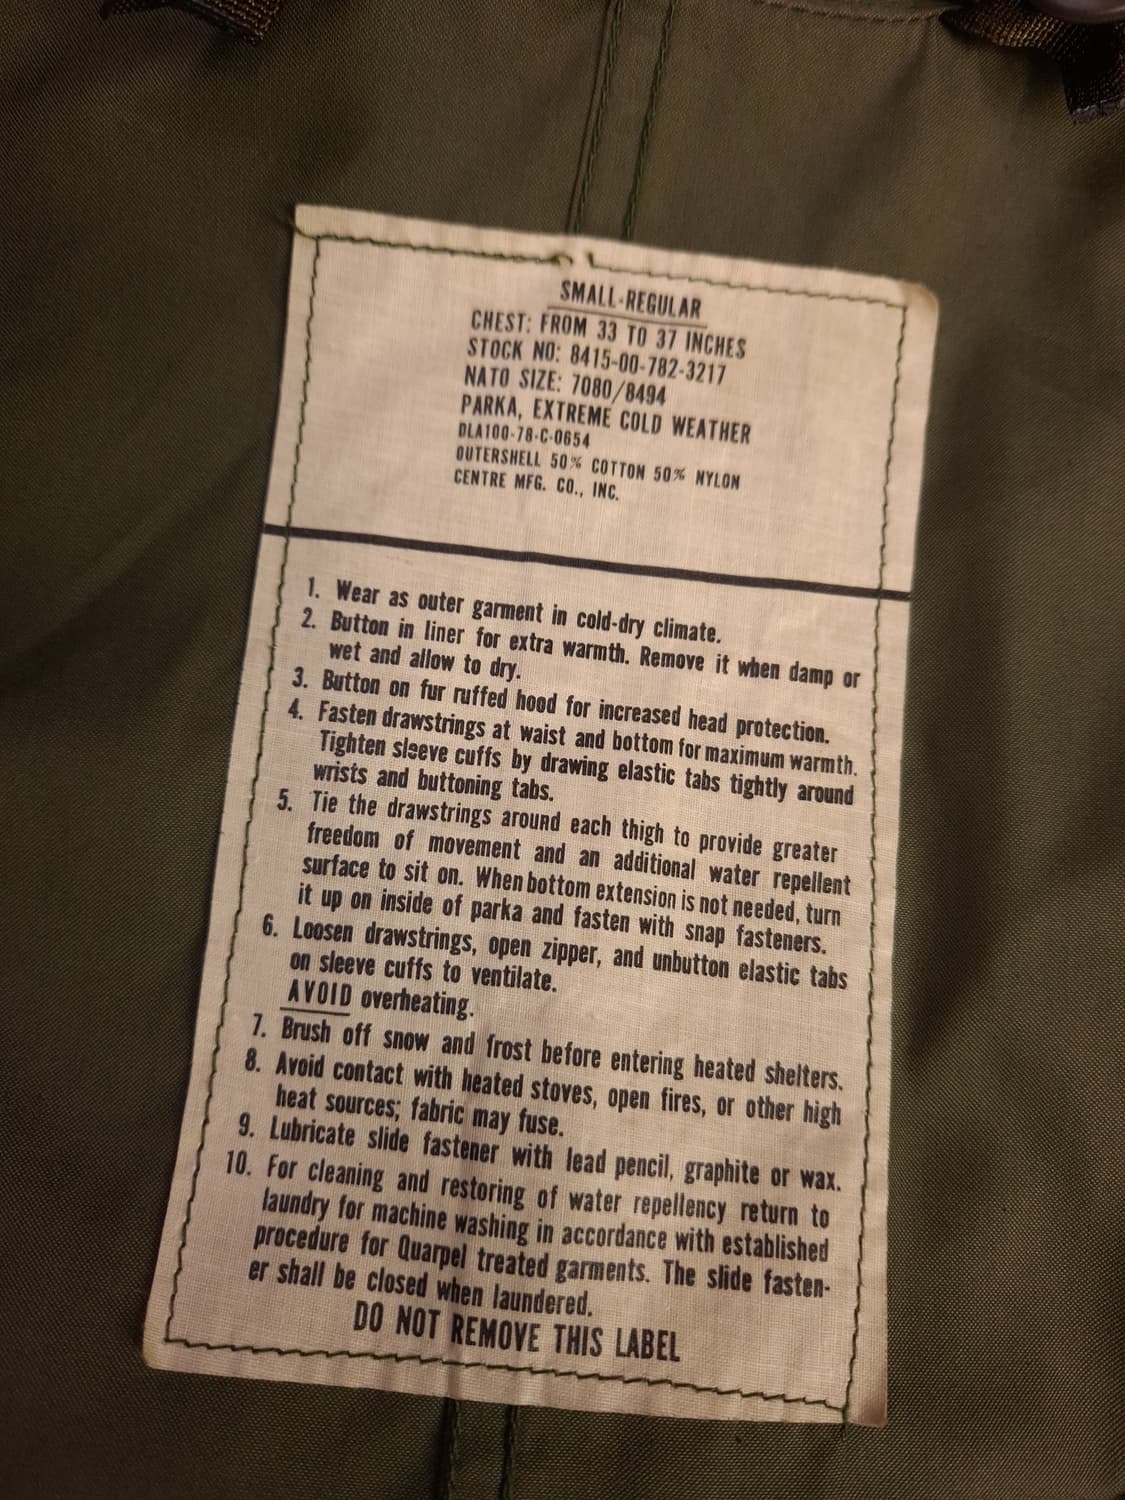 SMALL-REGULAR
CHEST: FROM 33 TO 37 INCHES
STOCK NO: 8415-00-782-3217
NATO SIZE: 7080/8494
PARKA, EXTREME COLD WEATHER
DLA100-78-C-0654
OUTERSHELL 50% COTTON 50% NYLON
CENTRE MFG. CO., INC.
1. Wear as outer garment in cold-dry climate.
2. Button in liner for extra warmth. Remove it when damp or
wet and allow to dry.
3. Button on fur ruffed hood for increased head protection.
4. Fasten drawstrings at waist and bottom for maximum warmth.
Tighten sleeve cuffs by drawing elastic tabs tightly around
wrists and buttoning tabs.
5. Tie the drawstrings around each thigh to provide greater
freedom of movement and an additional water repellent
surface to sit on. When bottom extension is not needed, turn
it up on inside of parka and fasten with snap fasteners.
6. Loosen drawstrings, open zipper, and unbutton elastic tabs
on sleeve cuffs to ventilate.
AVOID overheating.
7. Brush off snow and frost before entering heated shelters.
8. Avoid contact with heated stoves, open fires, or other high
heat sources; fabric may fuse.
9. Lubricate slide fastener with lead pencil, graphite or wax.
10. For cleaning and restoring of water repellency return to
laundry for machine washing in accordance with established
procedure for Quarpel treated garments. The slide fasten-
er shall be closed when laundered.
DO NOT REMOVE THIS LABEL